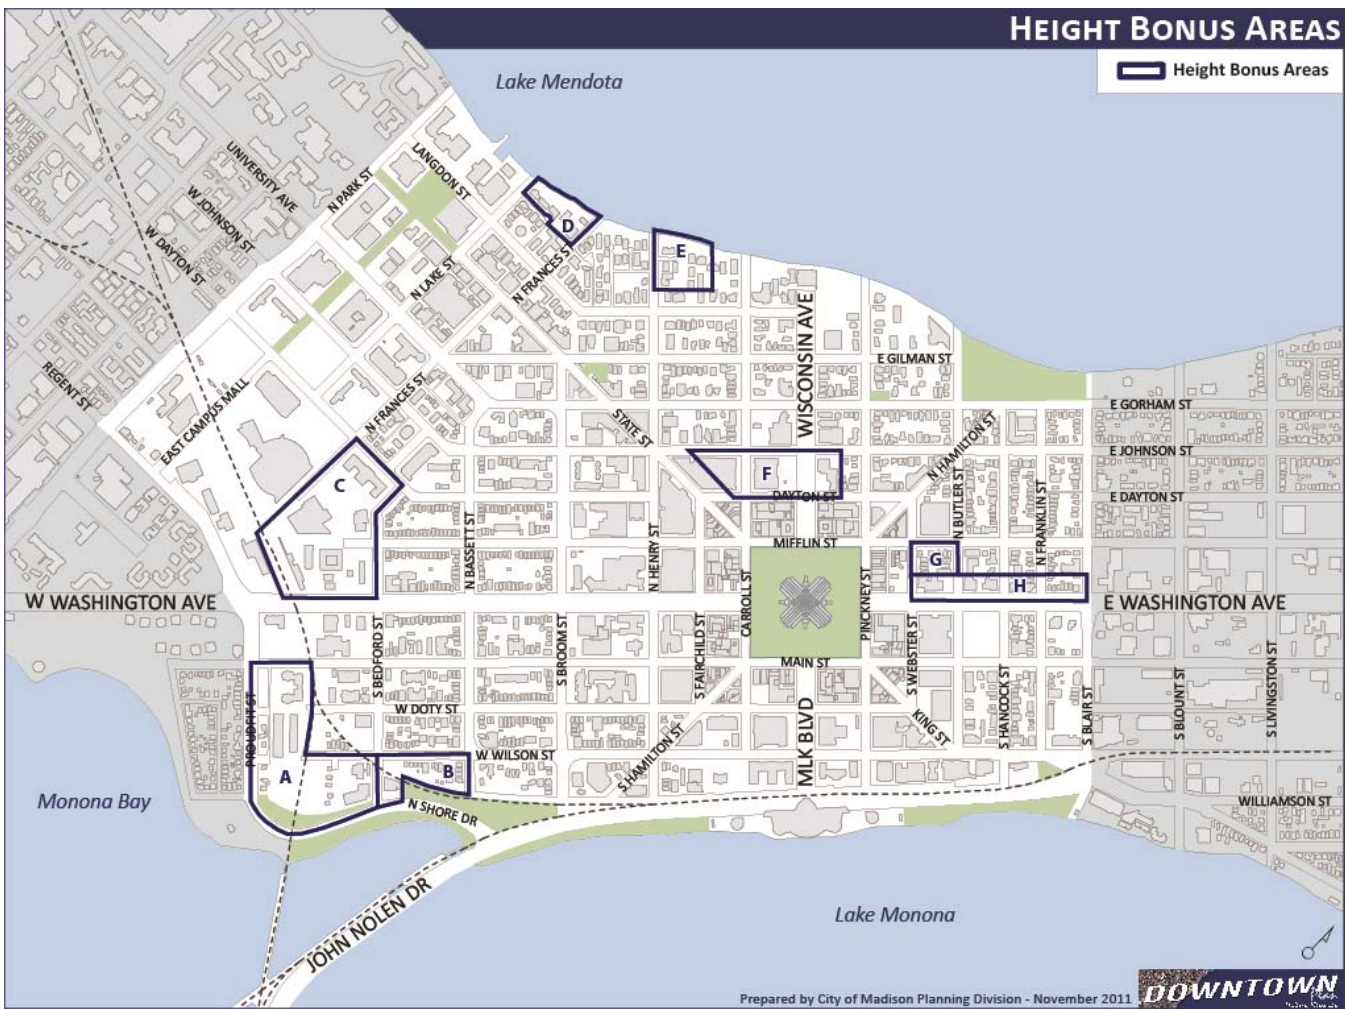 HEIGHT BONUS AREAS
Height Bonus Areas
Lake Mendota
LANGDON ST
UNIVERSITY AVE
N PARK ST
W JOHNSON ST
W DAYTON ST
D
E
N LAKE ST
N FRANCES ST
WISCONSIN AVE
E GILMAN ST
REGENT ST
EAST CAMPUS MALL
N FRANCES ST
STATE ST
N HAMILTON ST
E GORHAM ST
E JOHNSON ST
E DAYTON ST
C
F
DAYTON ST
N BASSETT ST
N HENRY ST
MIFFLIN ST
N BUTLER ST
N FRANKLIN ST
G
H
W WASHINGTON AVE
E WASHINGTON AVE
CARROLL ST
PINCKNEY ST
S BEDFORD ST
S BROOM ST
S FAIRCHILD ST
MAIN ST
S WEBSTER ST
S HANCOCK ST
S BLAIR ST
S BLOUNT ST
S LIVINGSTON ST
PROUDFIT ST
W DOTY ST
W WILSON ST
S HAMILTON ST
MLK BLVD
KING ST
A
B
N SHORE DR
Monona Bay
WILLIAMSON ST
JOHN NOLEN DR
Lake Monona
Prepared by City of Madison Planning Division - November 2011
DOWNTOWN
Plan